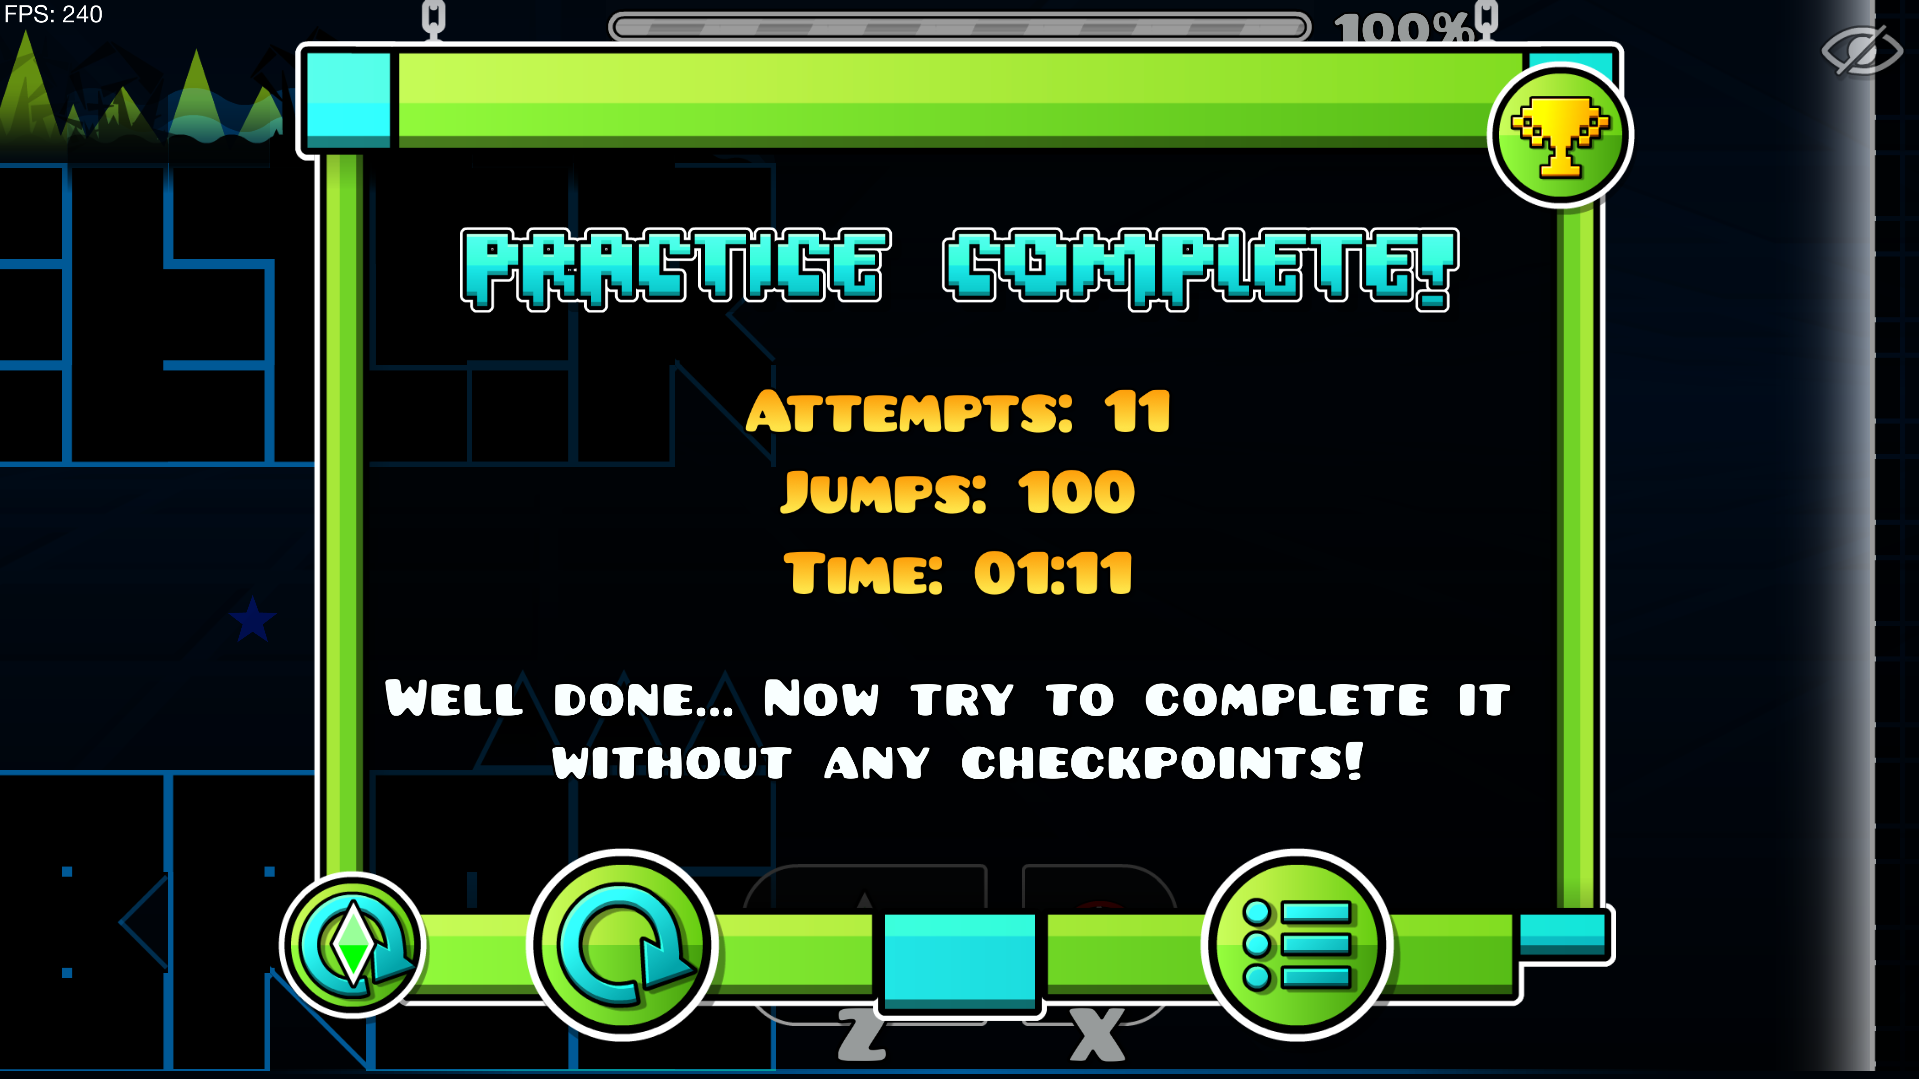 FPS: 240
100%
PRACTICE COMPLETE!
ATTEMPTS: 11
JUMPS: 100
TIME: 01:11
WELL DONE... NOW TRY TO COMPLETE IT
WITHOUT ANY CHECKPOINTS!
Z X